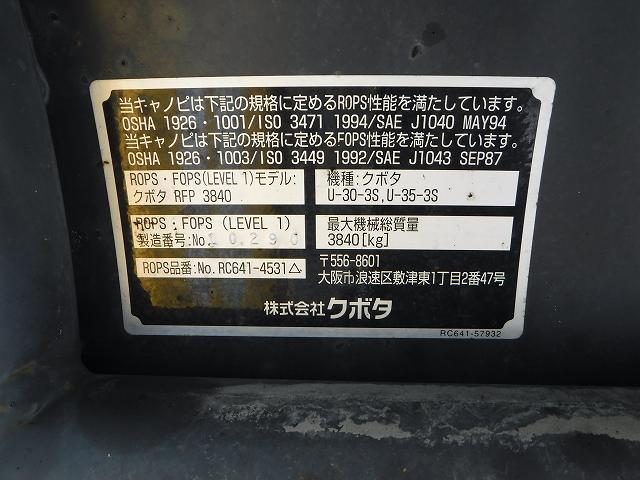 当キャノピは下記の規格に定めるROPS性能を満たしています。
OSHA 1926・1001/ISO 3471 1994/SAE J1040 MAY94
当キャノピは下記の規格に定めるFOPS性能を満たしています。
OSHA 1926・1003/ISO 3449 1992/SAE J1043 SEP87
ROPS・FOPS(LEVEL 1)モデル:
クボタ RFP 3840
機種:クボタ
U-30-3S,U-35-3S
ROPS・FOPS (LEVEL 1)
製造番号:No.
最大機械総質量
3840[kg]
ROPS品番:No.RC641-4531△
〒556-8601
大阪市浪速区敷津東1丁目2番47号
株式会社クボタ
RC641-57932